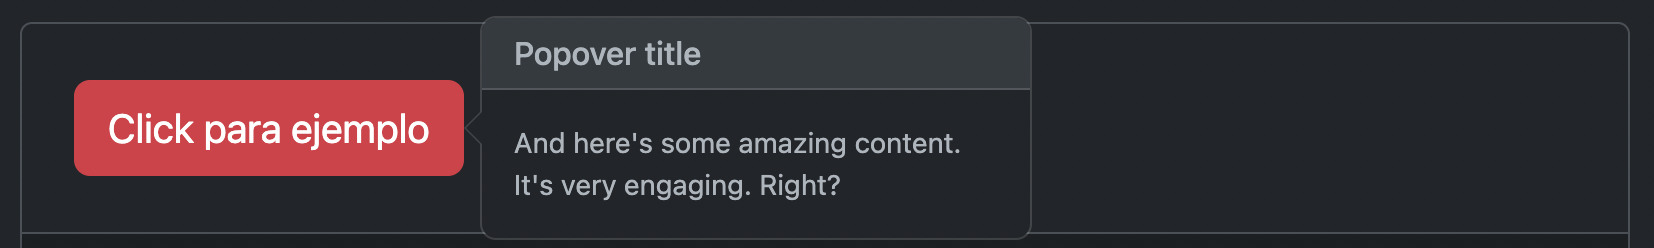 Popover title
Click para ejemplo
And here's some amazing content.
It's very engaging. Right?